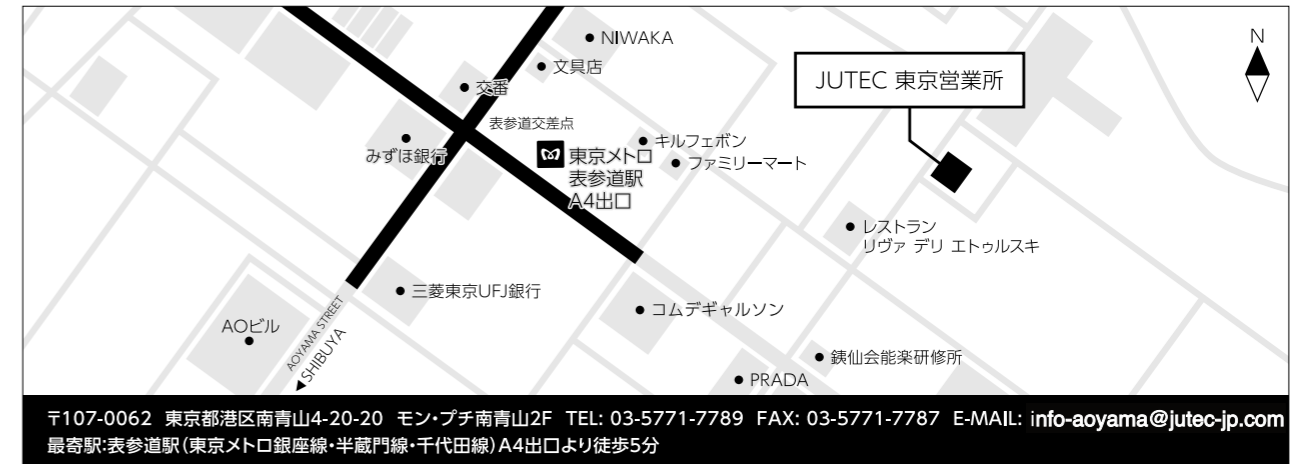 NIWAKA
文具店
交番
表参道交差点
みずほ銀行
東京メトロ
表参道駅
A4出口
キルフェボン
ファミリーマート
JUTEC 東京営業所
N
レストラン
リヴァ デリ エトゥルスキ
三菱東京UFJ銀行
コムデギャルソン
AOビル
AOYAMA STREET
SHIBUYA
銕仙会能楽研修所
PRADA
〒107-0062 東京都港区南青山4-20-20 モン・プチ南青山2F TEL: 03-5771-7789 FAX: 03-5771-7787 E-MAIL: info-aoyama@jutec-jp.com
最寄駅:表参道駅(東京メトロ銀座線・半蔵門線・千代田線)A4出口より徒歩5分